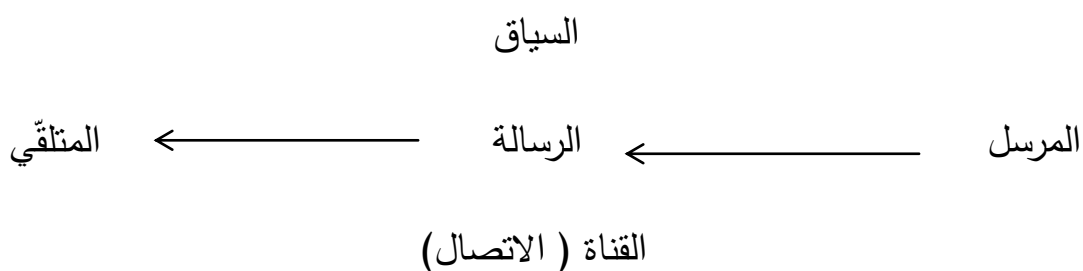 السياق
المرسل الرسالة المتلقّي
القناة ( الاتصال)